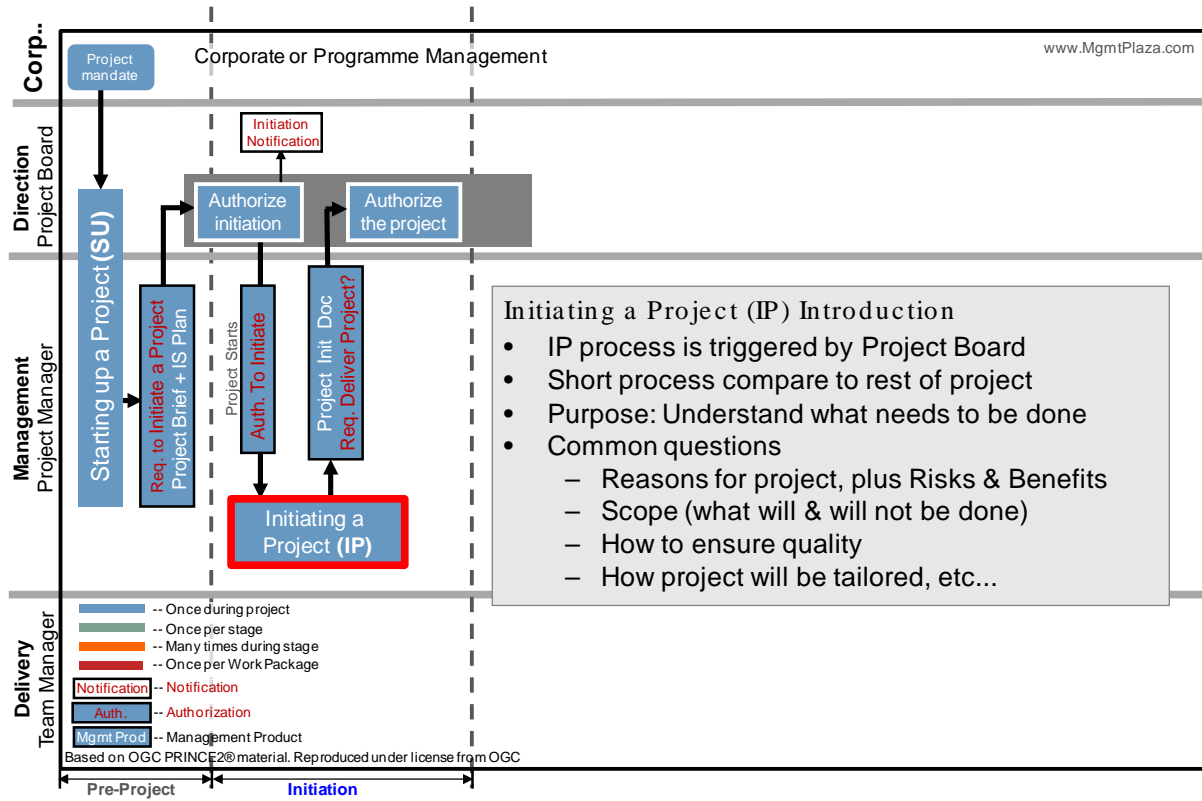 Corp..
Project
mandate
Corporate or Programme Management
www.MgmtPlaza.com
Direction
Project Board
Initiation
Notification
Authorize
initiation
Authorize
the project
Management
Project Manager
Starting up a Project (SU)
Req. to Initiate a Project
Project Brief + IS Plan
Project Starts
Auth. To Initiate
Project Init Doc
Req. Deliver Project?
Initiating a
Project (IP)
Initiating a Project (IP) Introduction
• IP process is triggered by Project Board
• Short process compare to rest of project
• Purpose: Understand what needs to be done
• Common questions
– Reasons for project, plus Risks & Benefits
– Scope (what will & will not be done)
– How to ensure quality
– How project will be tailored, etc...
Delivery
Team Manager
-- Once during project
-- Once per stage
-- Many times during stage
-- Once per Work Package
Notification -- Notification
Auth. -- Authorization
Mgmt Prod -- Management Product
Based on OGC PRINCE2® material. Reproduced under license from OGC
Pre-Project
Initiation